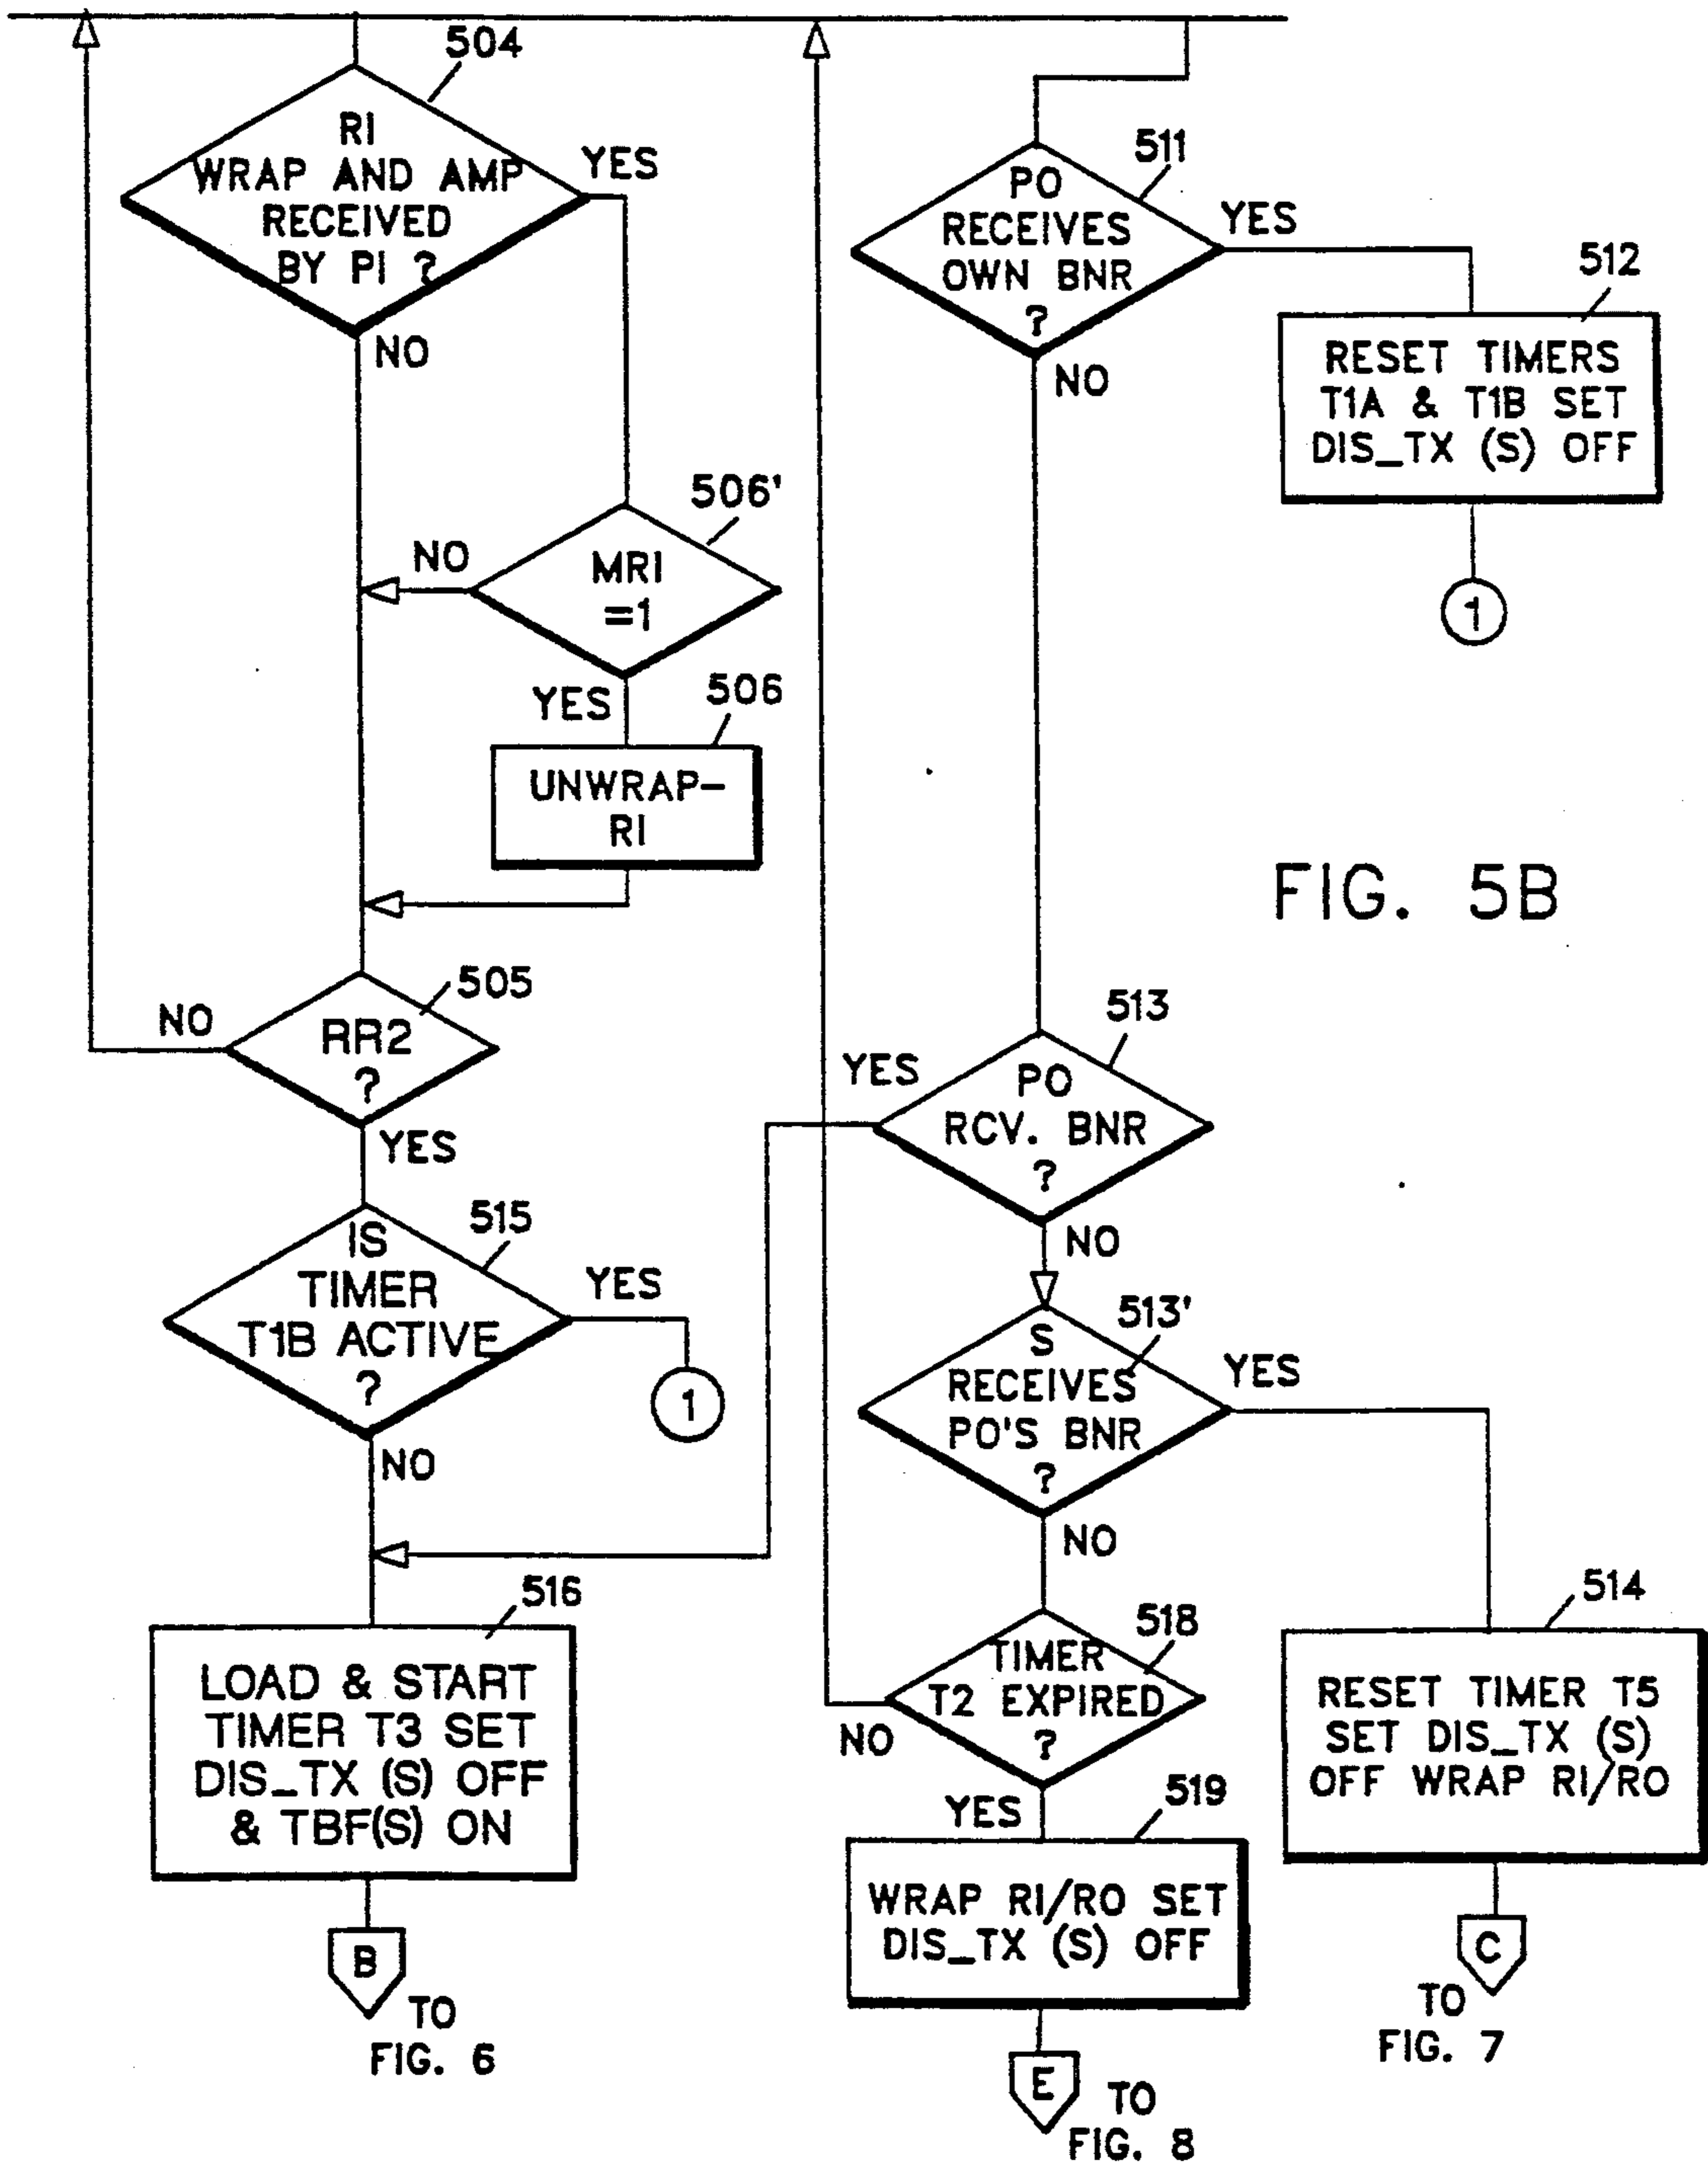 504
RI
WRAP AND AMP
RECEIVED
BY PI ?
YES
NO
506'
NO
MRI
=1
YES
506
UNWRAP-
RI
505
NO
RR2
?
YES
515
IS
TIMER
T1B ACTIVE
?
YES
1
NO
516
LOAD & START
TIMER T3 SET
DIS_TX (S) OFF
& TBF(S) ON
B
TO
FIG. 6
511
PO
RECEIVES
OWN BNR
?
YES
NO
512
RESET TIMERS
T1A & T1B SET
DIS_TX (S) OFF
1
FIG. 5B
513
YES
PO
RCV. BNR
?
NO
513'
S
RECEIVES
PO'S BNR
?
YES
NO
514
RESET TIMER T5
SET DIS_TX (S)
OFF WRAP RI/RO
C
TO
FIG. 7
518
TIMER
T2 EXPIRED
?
NO
YES
519
WRAP RI/RO SET
DIS_TX (S) OFF
E
TO
FIG. 8